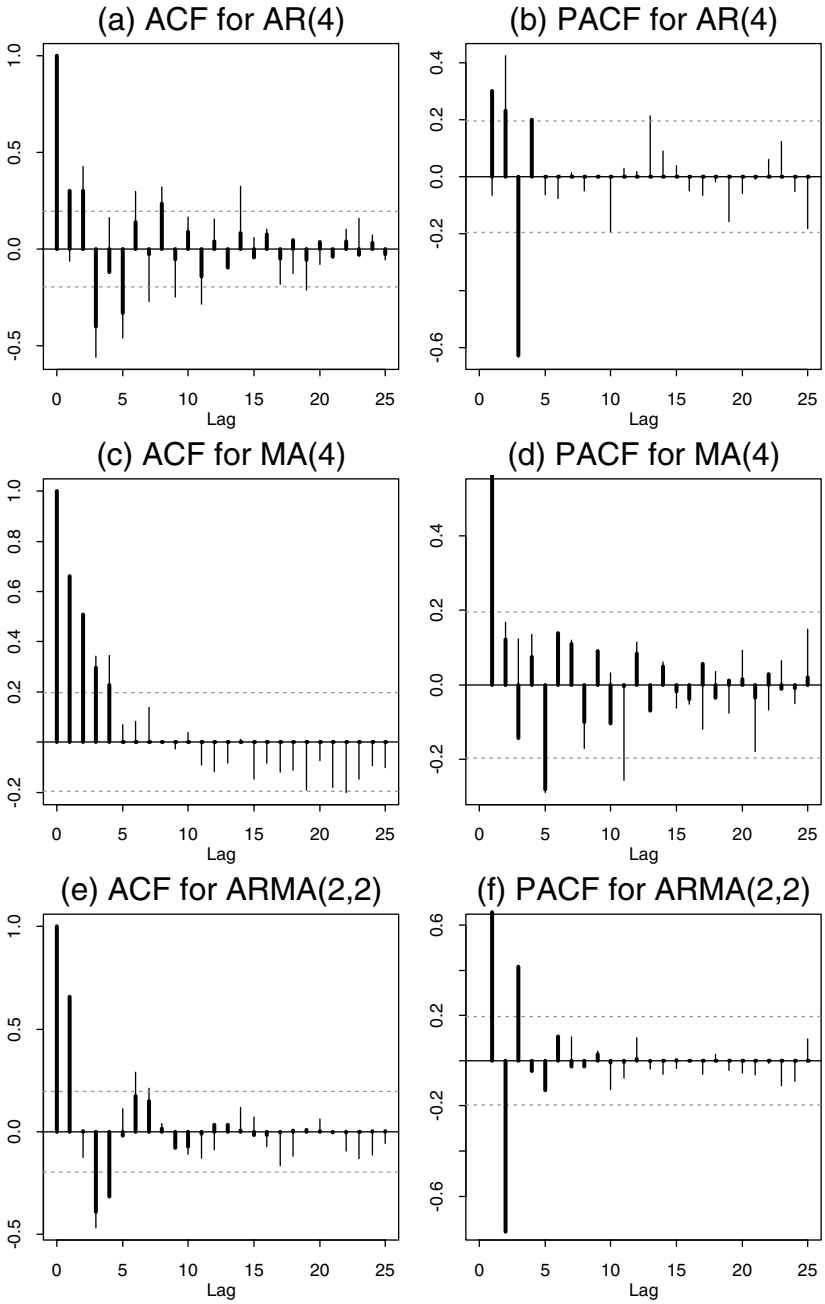 (a) ACF for AR(4)
(b) PACF for AR(4)
1.0
0.5
0.0
-0.5
0 5 10 15 20 25
Lag
0.4
0.2
0.0
-0.2
-0.6
0 5 10 15 20 25
Lag
(c) ACF for MA(4)
(d) PACF for MA(4)
1.0
0.8
0.6
0.4
0.2
-0.2
0 5 10 15 20 25
Lag
0.4
0.2
0.0
-0.2
0 5 10 15 20 25
Lag
(e) ACF for ARMA(2,2)
(f) PACF for ARMA(2,2)
1.0
0.5
0.0
-0.5
0 5 10 15 20 25
Lag
0.6
0.2
-0.2
-0.6
0 5 10 15 20 25
Lag